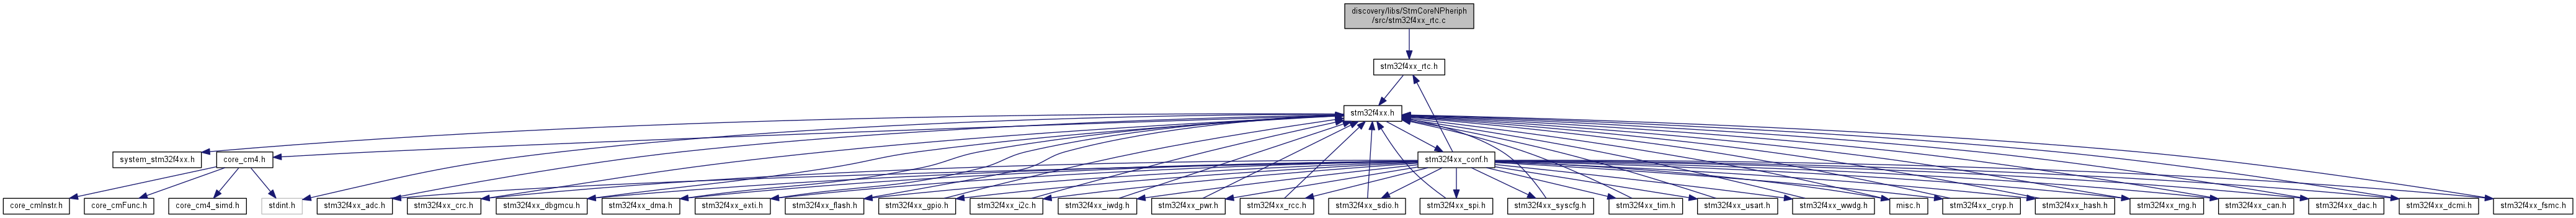 discovery/libs/StmCoreNPheriph
/src/stm32f4xx_rtc.c
stm32f4xx_rtc.h
stm32f4xx.h
system_stm32f4xx.h
core_cm4.h
stm32f4xx_conf.h
core_cmInstr.h
core_cmFunc.h
core_cm4_simd.h
stdint.h
stm32f4xx_adc.h
stm32f4xx_crc.h
stm32f4xx_dbgmcu.h
stm32f4xx_dma.h
stm32f4xx_exti.h
stm32f4xx_flash.h
stm32f4xx_gpio.h
stm32f4xx_i2c.h
stm32f4xx_iwdg.h
stm32f4xx_pwr.h
stm32f4xx_rcc.h
stm32f4xx_sdio.h
stm32f4xx_spi.h
stm32f4xx_syscfg.h
stm32f4xx_tim.h
stm32f4xx_usart.h
stm32f4xx_wwdg.h
misc.h
stm32f4xx_cryp.h
stm32f4xx_hash.h
stm32f4xx_rng.h
stm32f4xx_can.h
stm32f4xx_dac.h
stm32f4xx_dcmi.h
stm32f4xx_fsmc.h